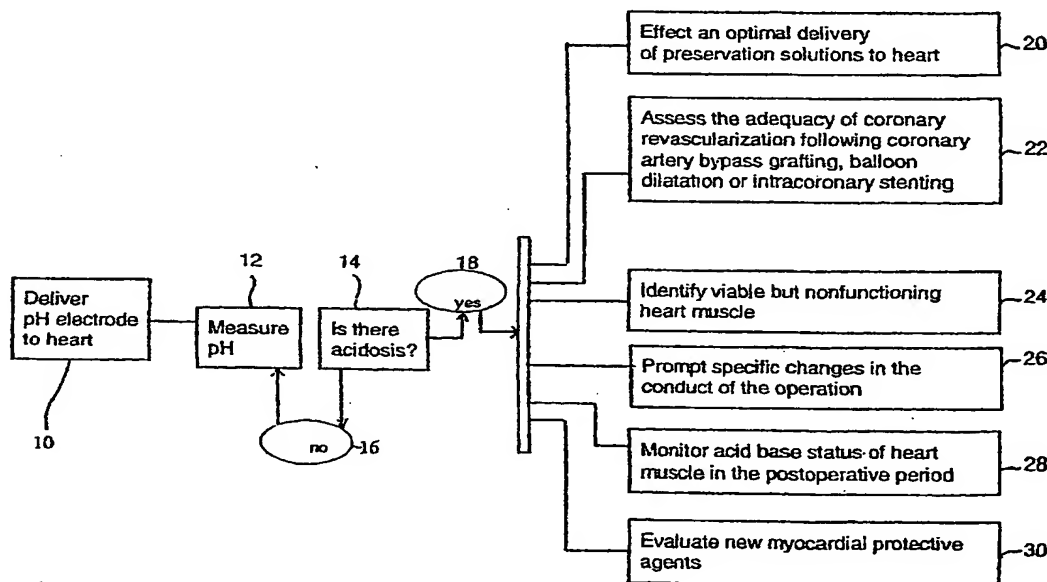 Effect an optimal delivery
of preservation solutions to heart
20
Assess the adequacy of coronary
revascularization following coronary
artery bypass grafting, balloon
dilatation or intracoronary stenting
22
12
14
18
Deliver
pH electrode
to heart
Measure
pH
Is there
acidosis?
yes
Identify viable but nonfunctioning
heart muscle
24
Prompt specific changes in the
conduct of the operation
26
10
no
16
Monitor acid base status of heart
muscle in the postoperative period
28
Evaluate new myocardial protective
agents
30